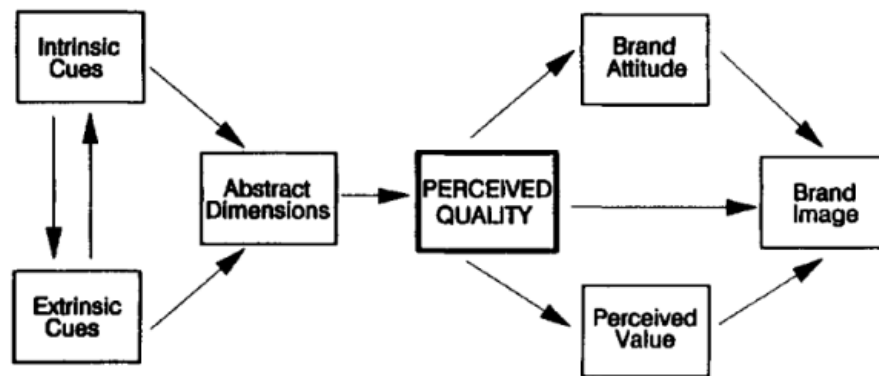 Intrinsic
Cues
Extrinsic
Cues
Abstract
Dimensions
PERCEIVED
QUALITY
Brand
Attitude
Perceived
Value
Brand
Image